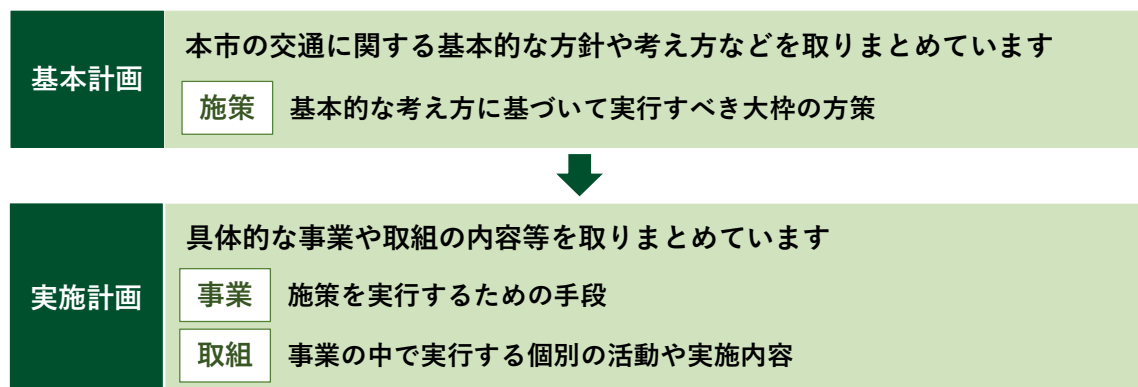 基本計画
本市の交通に関する基本的な方針や考え方などを取りまとめています
施策 基本的な考え方に基づいて実行すべき大枠の方策
実施計画
具体的な事業や取組の内容等を取りまとめています
事業 施策を実行するための手段
取組 事業の中で実行する個別の活動や実施内容